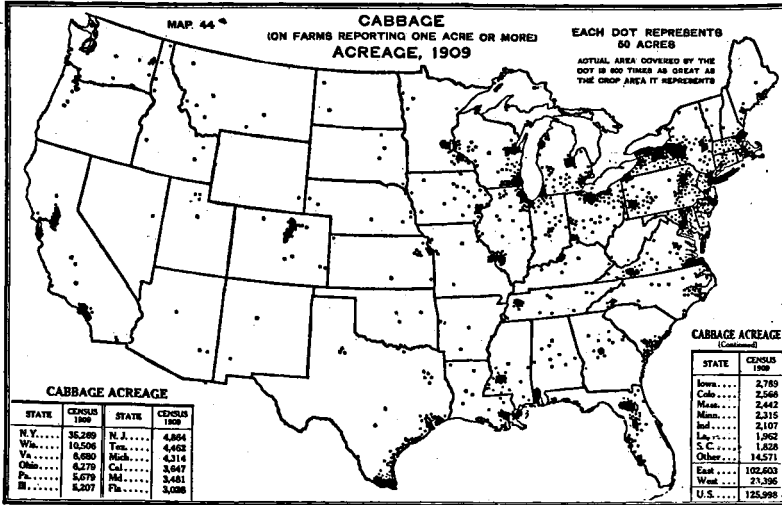 MAP. 44
CABBAGE
(ON FARMS REPORTING ONE ACRE OR MORE)
ACREAGE, 1909
EACH DOT REPRESENTS
50 ACRES
ACTUAL AREA COVERED BY THE
DOT IS 600 TIMES AS GREAT AS
THE CROP AREA IT REPRESENTS
CABBAGE ACREAGE
STATE CENSUS 1909 STATE CENSUS 1909
N.Y. 35,269 N. J. 4,864
Wis. 10,506 Tex. 4,462
Va. 8,680 Mich. 4,314
Ohio 6,279 Cal. 3,647
Pa. 5,679 Md. 3,481
Ill. 5,207 Fla. 3,026
CABBAGE ACREAGE
(Continued)
STATE CENSUS 1909
Iowa 2,789
Colo 2,568
Mass. 2,442
Minn. 2,315
Ind 2,107
La. 1,962
S. C. 1,828
Other 14,571
East 102,603
West 23,395
U.S. 125,998